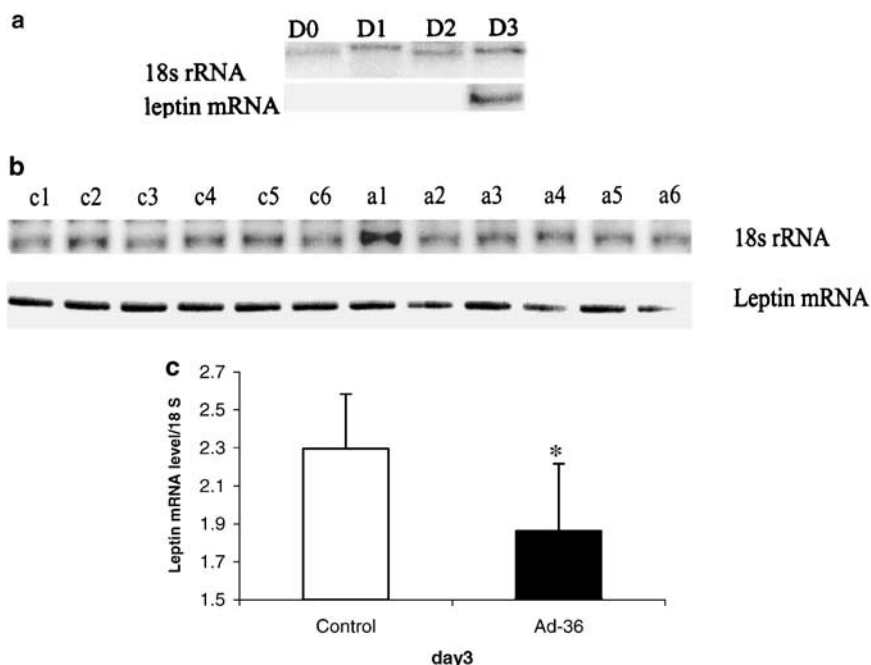 a
D0 D1 D2 D3
18s rRNA
leptin mRNA
b
c1 c2 c3 c4 c5 c6 a1 a2 a3 a4 a5 a6
18s rRNA
Leptin mRNA
c
2.7
2.5
2.3
2.1
1.9
1.7
1.5
Leptin mRNA level/18 S
*
Control Ad-36
day3